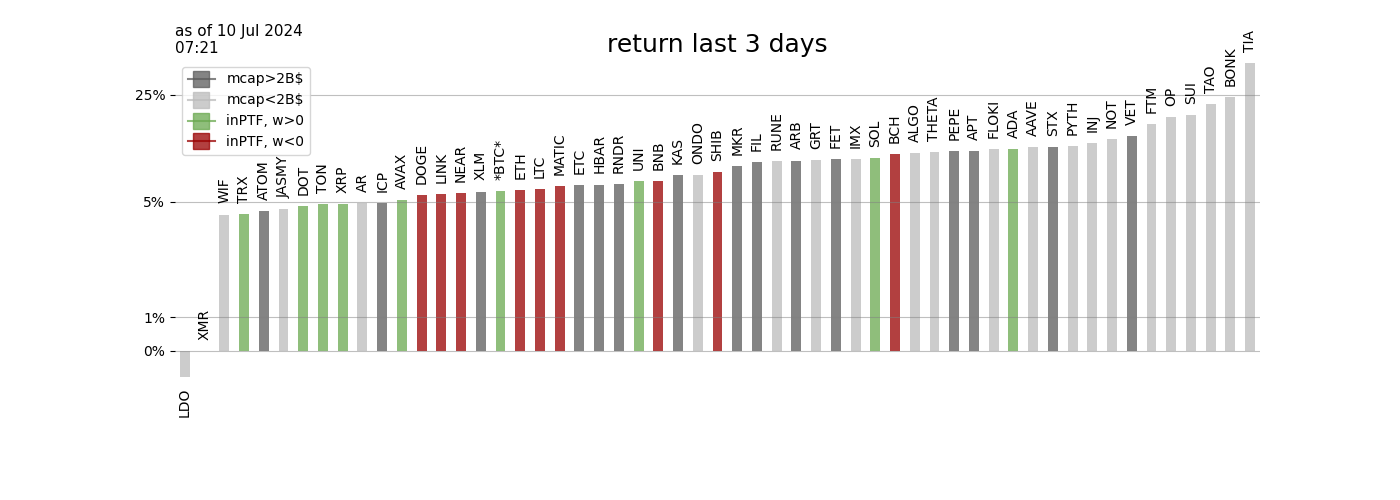 as of 10 Jul 2024
07:21
return last 3 days
mcap>2B$
mcap<2B$
inPTF, w>0
inPTF, w<0
25%
5%
1%
0%
LDO
XMR
WIF
TRX
ATOM
JASMY
DOT
TON
XRP
AR
ICP
AVAX
DOGE
LINK
NEAR
XLM
*BTC*
ETH
LTC
MATIC
ETC
HBAR
RNDR
UNI
BNB
KAS
ONDO
SHIB
MKR
FIL
RUNE
ARB
GRT
FET
IMX
SOL
BCH
ALGO
THETA
PEPE
APT
FLOKI
ADA
AAVE
STX
PYTH
INJ
NOT
VET
FTM
OP
SUI
TAO
BONK
TIA